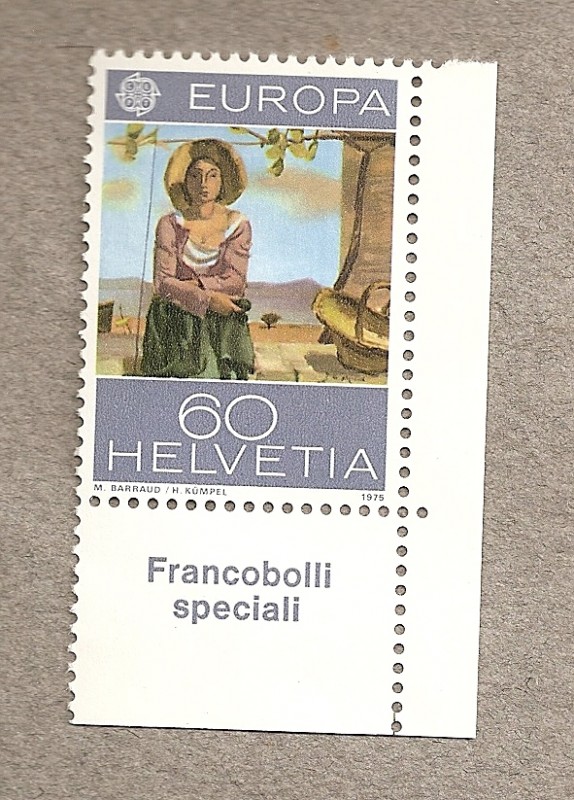 EUROPA
60
HELVETIA
M. BARRAUD / H. KÜMPEL 1975
Francobolli
speciali